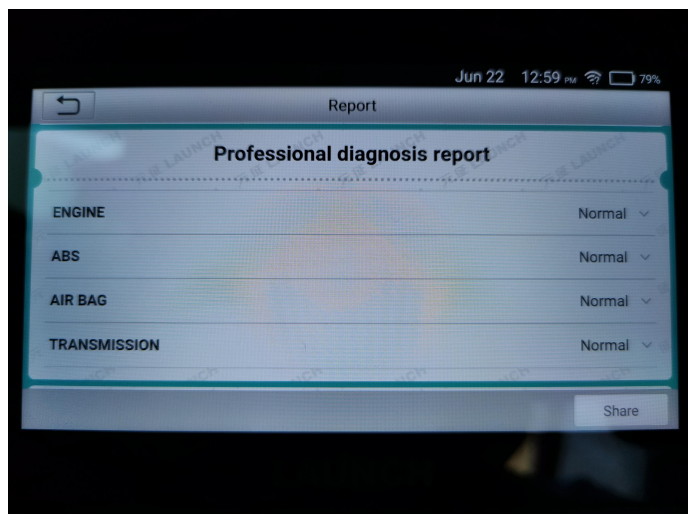 Jun 22 12:59 PM 79%
Report
Professional diagnosis report
ENGINE Normal
ABS Normal
AIR BAG Normal
TRANSMISSION Normal
Share
LAUNCH